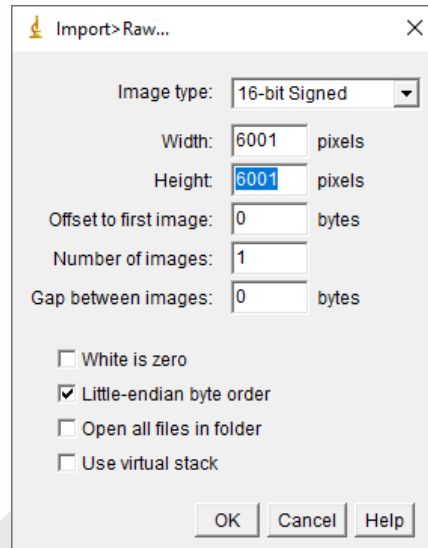 Import>Raw...
Image type: 16-bit Signed
Width: 6001 pixels
Height: 6001 pixels
Offset to first image: 0 bytes
Number of images: 1
Gap between images: 0 bytes
White is zero
Little-endian byte order
Open all files in folder
Use virtual stack
OK Cancel Help